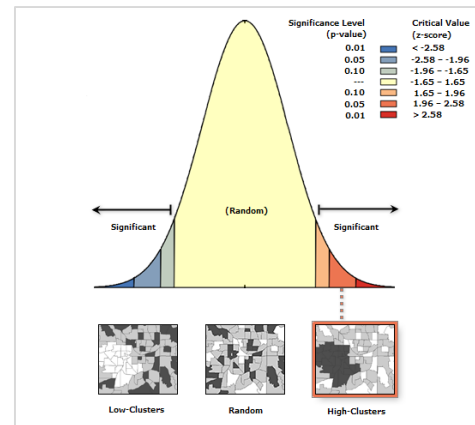 Significance Level
(p-value)
Critical Value
(z-score)
0.01 < -2.58
0.05 -2.58 – -1.96
0.10 -1.96 – -1.65
--- -1.65 – 1.65
0.10 1.65 – 1.96
0.05 1.96 – 2.58
0.01 > 2.58
(Random)
Significant
Significant
Low-Clusters
Random
High-Clusters